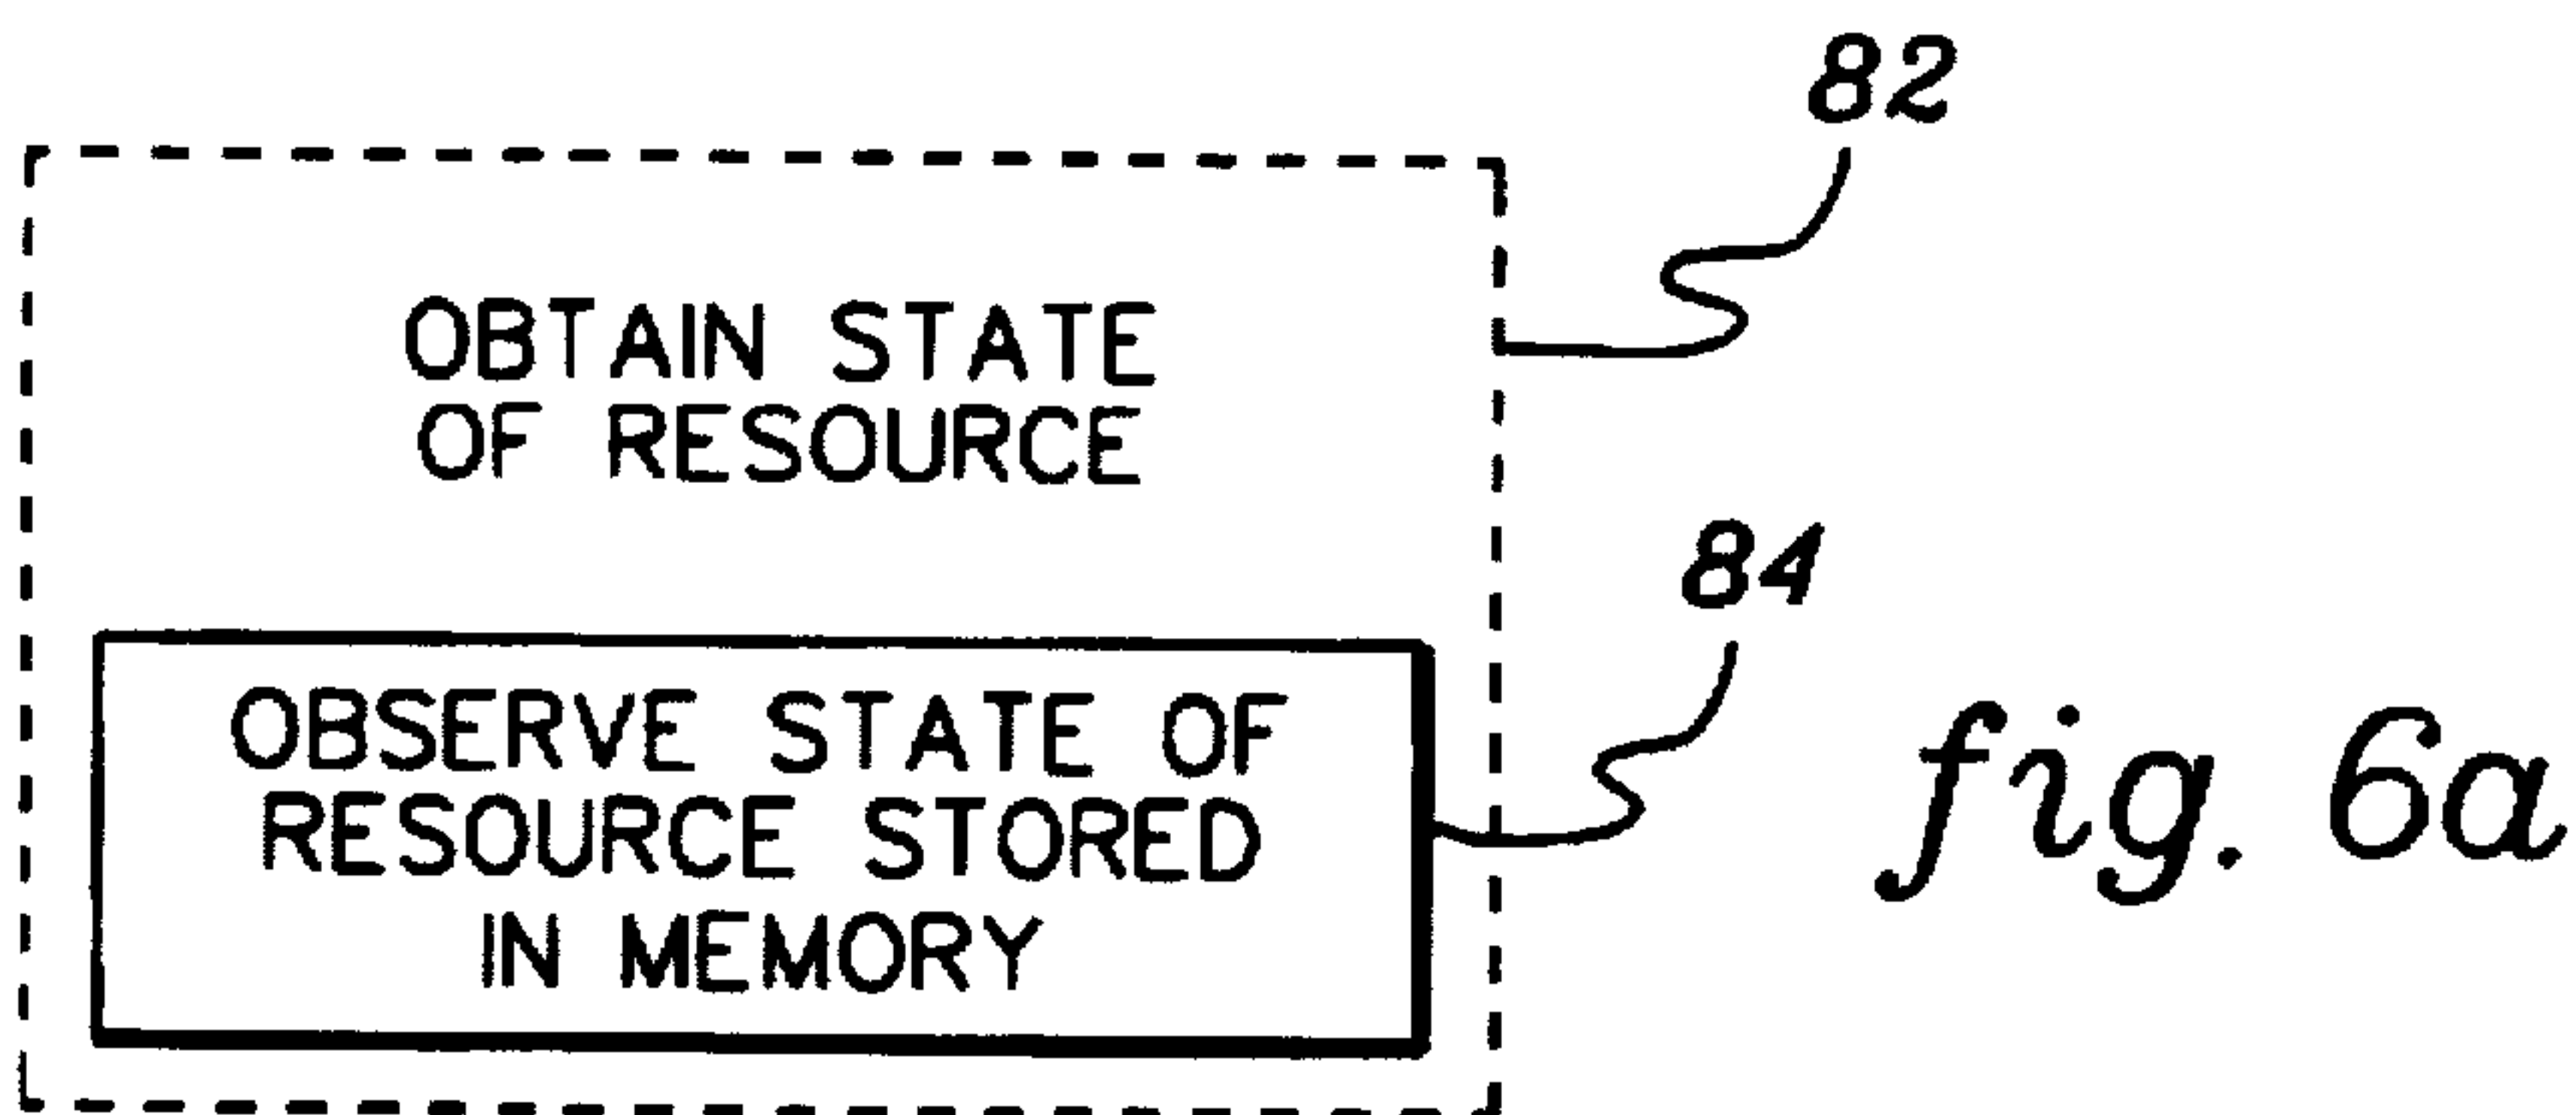 82
OBTAIN STATE
OF RESOURCE
84
OBSERVE STATE OF
RESOURCE STORED
IN MEMORY
fig. 6a